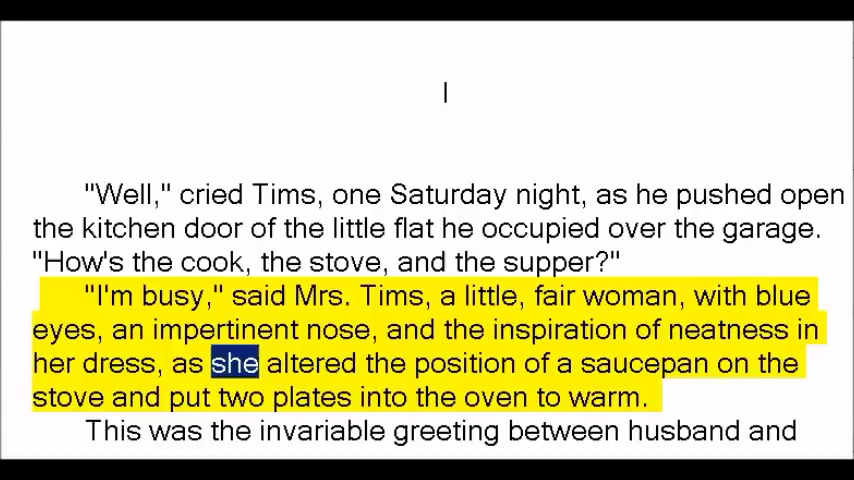 I
"Well," cried Tims, one Saturday night, as he pushed open
the kitchen door of the little flat he occupied over the garage.
"How's the cook, the stove, and the supper?"
"I'm busy," said Mrs. Tims, a little, fair woman, with blue
eyes, an impertinent nose, and the inspiration of neatness in
her dress, as she altered the position of a saucepan on the
stove and put two plates into the oven to warm.
This was the invariable greeting between husband and